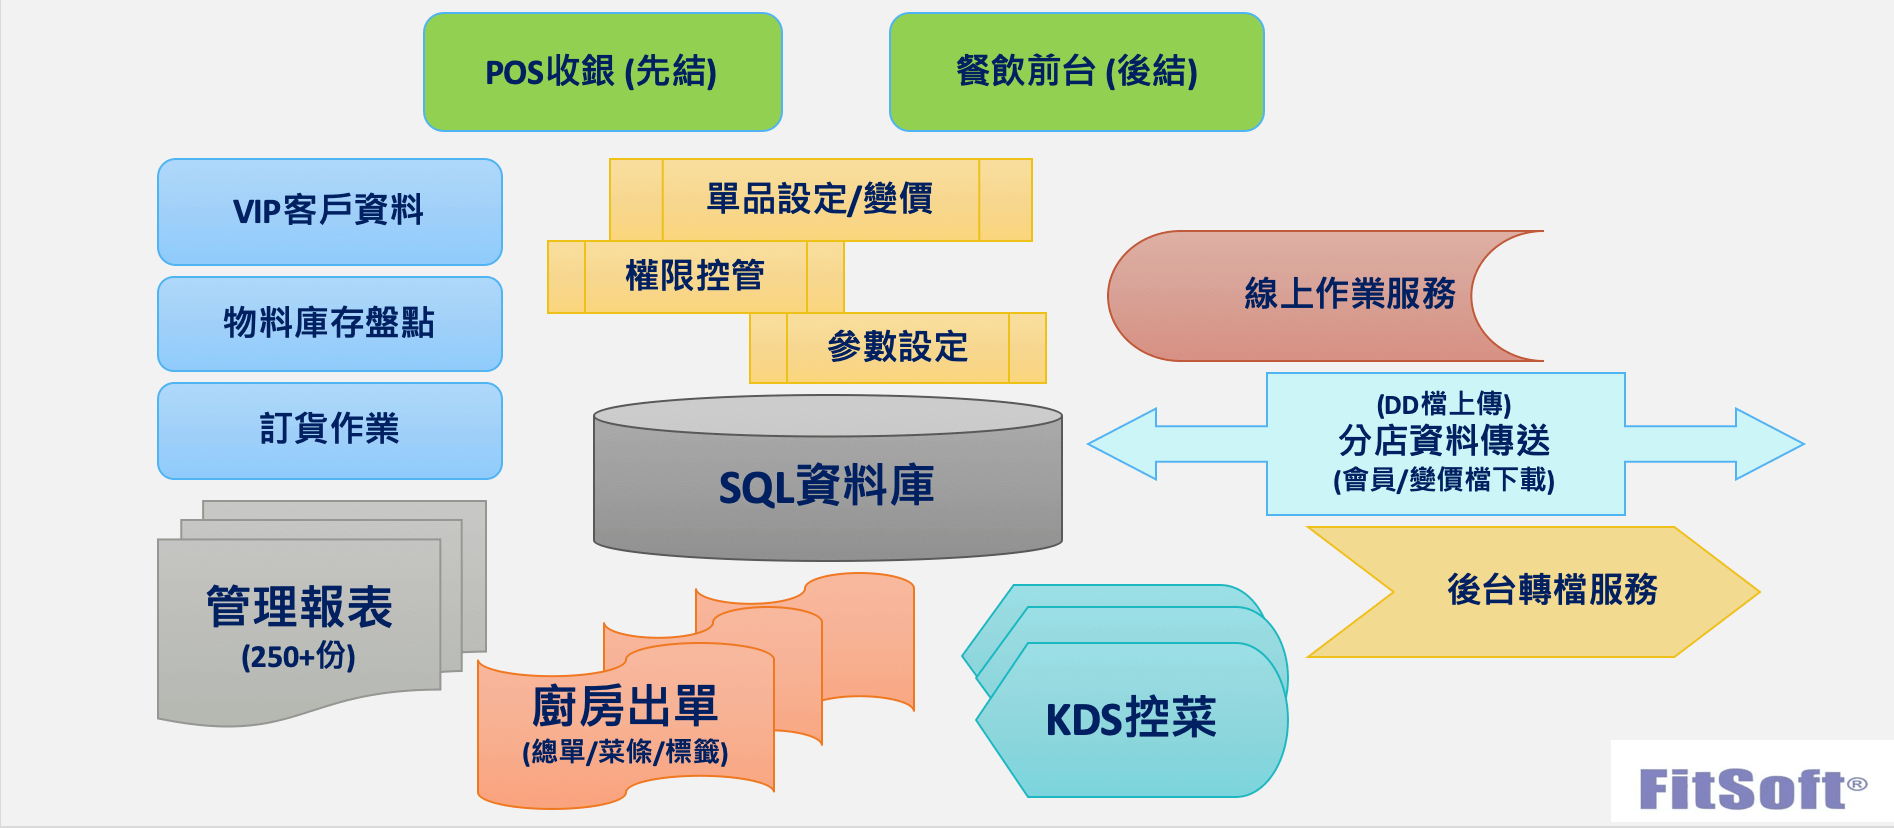 POS收銀 (先結)
餐飲前台 (後結)
VIP客戶資料
物料庫存盤點
訂貨作業
管理報表
(250+份)
單品設定/變價
權限控管
參數設定
SQL資料庫
廚房出單
(總單/菜條/標籤)
KDS控菜
線上作業服務
(DD檔上傳)
分店資料傳送
(會員/變價檔下載)
後台轉檔服務
FitSoft®